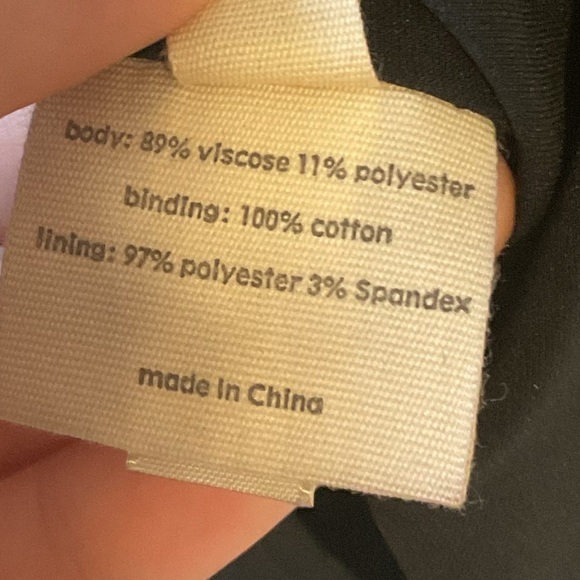 body: 89% viscose 11% polyester
binding: 100% cotton
lining: 97% polyester 3% Spandex
made in China